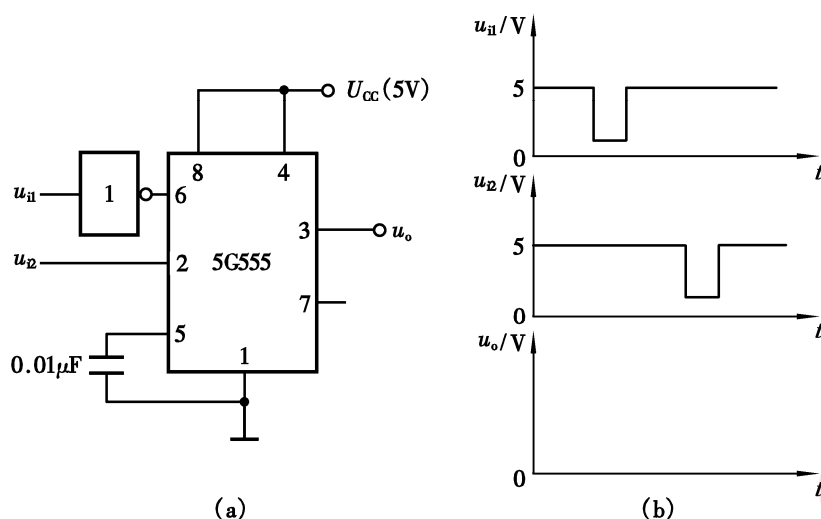 U_CC(5V)
8 4
u_i1 1 6
3 u_o
u_i2 2 5G555
7
5
0.01μF 1
(a)
u_i1/V
5
0 t
u_i2/V
5
0 t
u_o/V
0 t
(b)